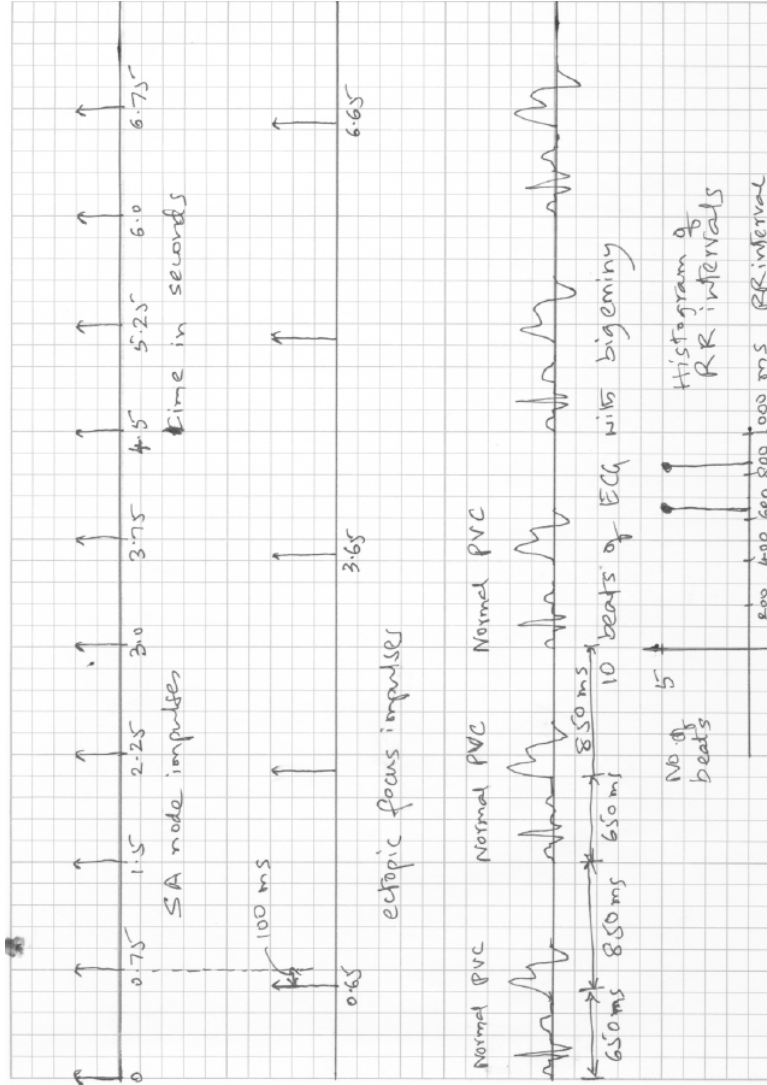 0 0.75 1.5 2.25 3.0 3.75 4.5 5.25 6.0 6.75
SA node impulses
time in seconds
100 ms
0.65 3.65 6.65
ectopic focus impulses
Normal PVC Normal PVC Normal PVC
650 ms 850 ms 650 ms 850 ms
10 beats of ECG with bigeminy
No. of
beats
5
Histogram of
RR intervals
200 400 600 800 1000 ms RR interval